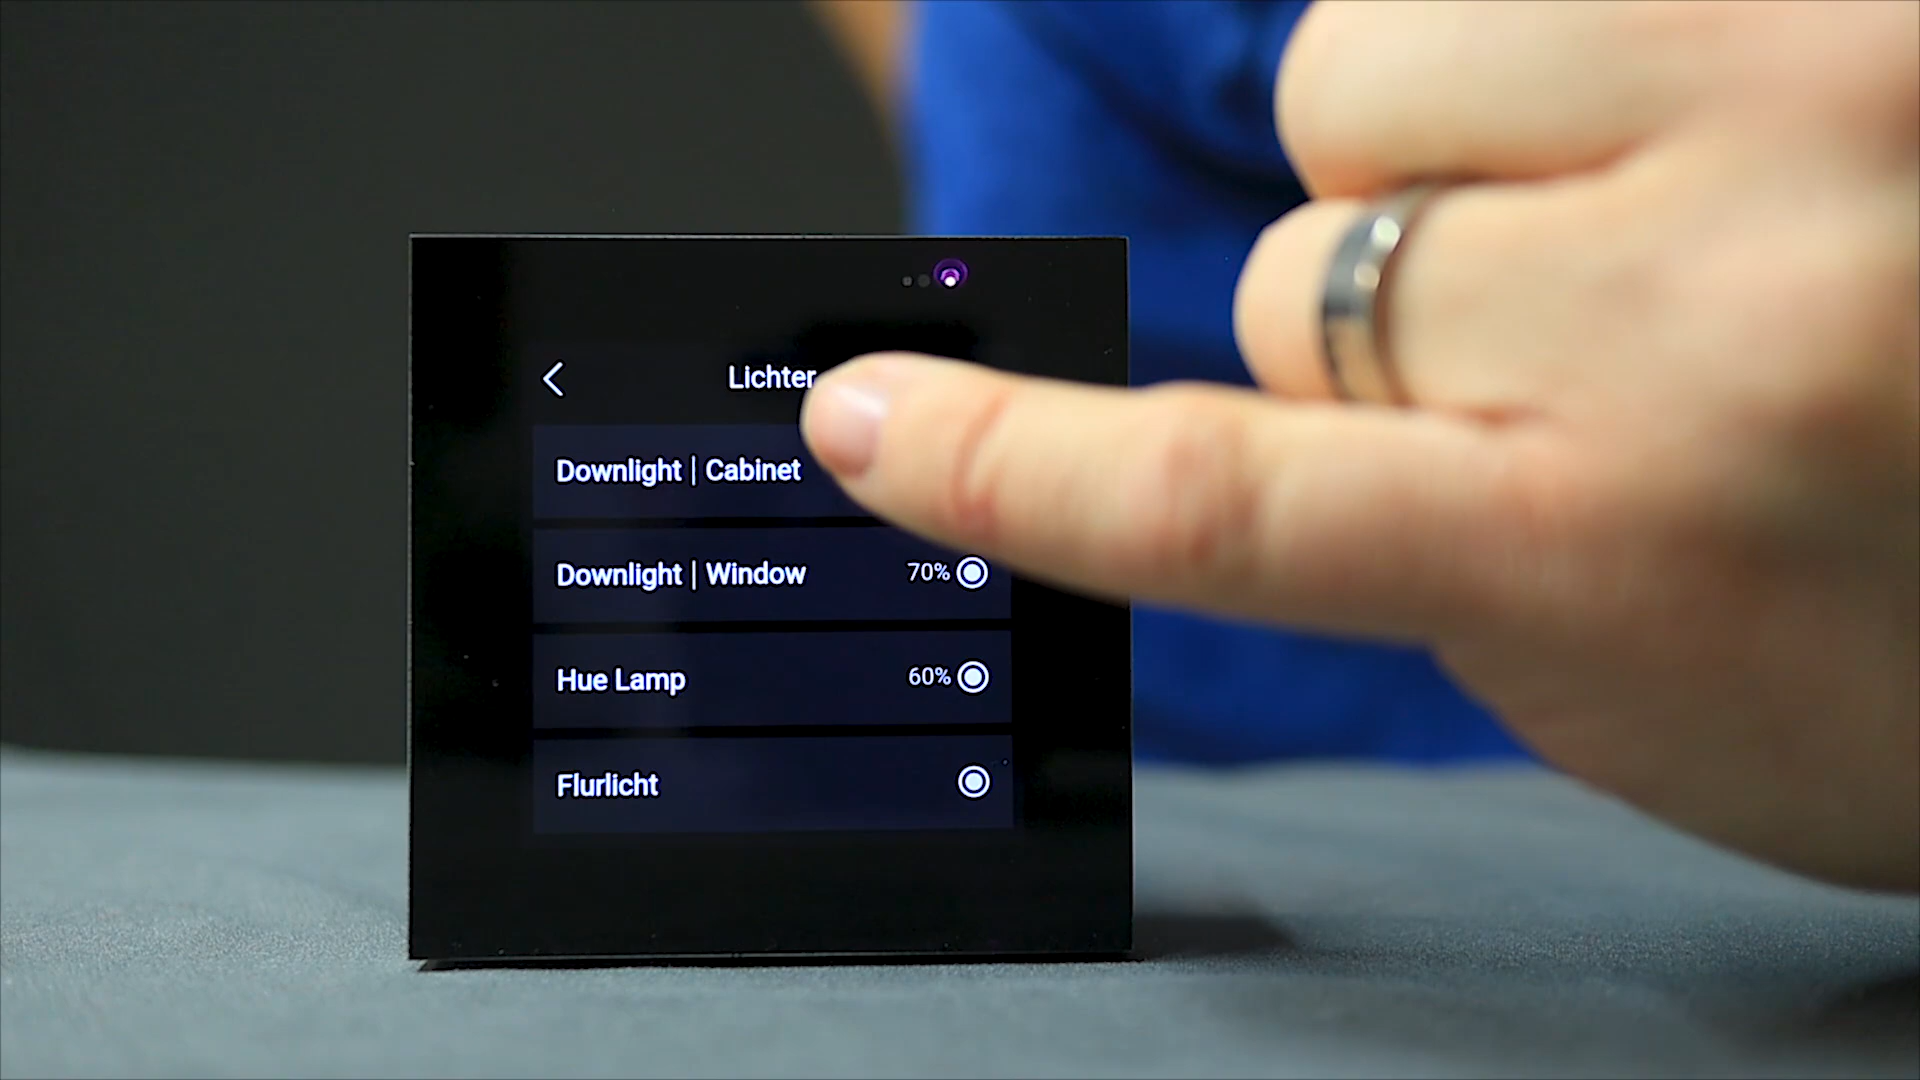 Lichter
Downlight | Cabinet
Downlight | Window 70%
Hue Lamp 60%
Flurlicht